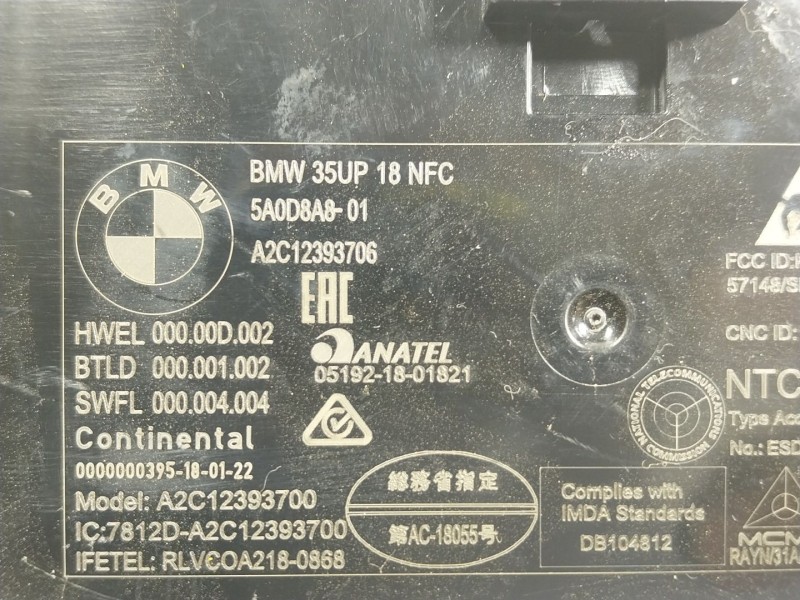 BMW
BMW 35UP 18 NFC
5A0D8A8-01
A2C12393706
EAC
HWEL 000.00D.002
BTLD 000.001.002
SWFL 000.004.004
Continental
0000000395-18-01-22
Model: A2C12393700
IC:7812D-A2C12393700
IFETEL: RLVCOA218-0868
ANATEL
05192-18-01821
総務省指定
第AC-18055号
NATIONAL TELECOMMUNICATIONS COMMISSION
Complies with
IMDA Standards
DB104812
FCC ID:
57148/
CNC ID:
NTC
Type
No.: ESD
MCM
RAYN/31A